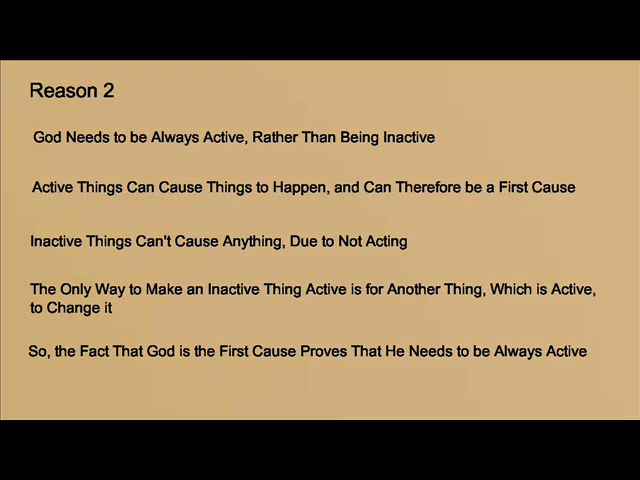 Reason 2
God Needs to be Always Active, Rather Than Being Inactive
Active Things Can Cause Things to Happen, and Can Therefore be a First Cause
Inactive Things Can't Cause Anything, Due to Not Acting
The Only Way to Make an Inactive Thing Active is for Another Thing, Which is Active,
to Change it
So, the Fact That God is the First Cause Proves That He Needs to be Always Active